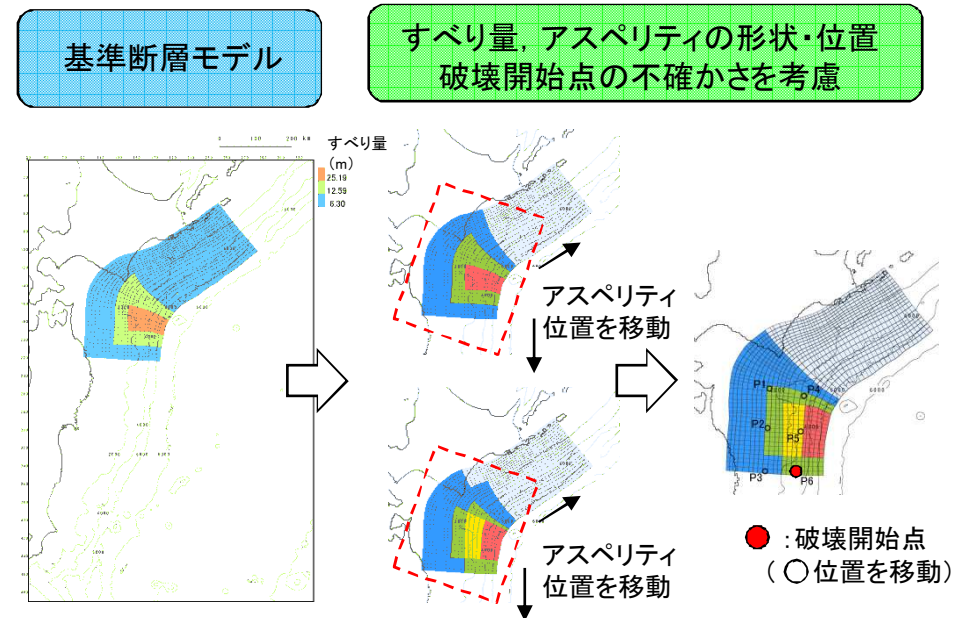 基準断層モデル
すべり量, アスペリティの形状・位置
破壊開始点の不確かさを考慮
0 100 200 km
すべり量
(m)
25.19
12.59
6.30
アスペリティ
位置を移動
アスペリティ
位置を移動
P1
P4
P2
P5
P3
P6
:破壊開始点
(○位置を移動)